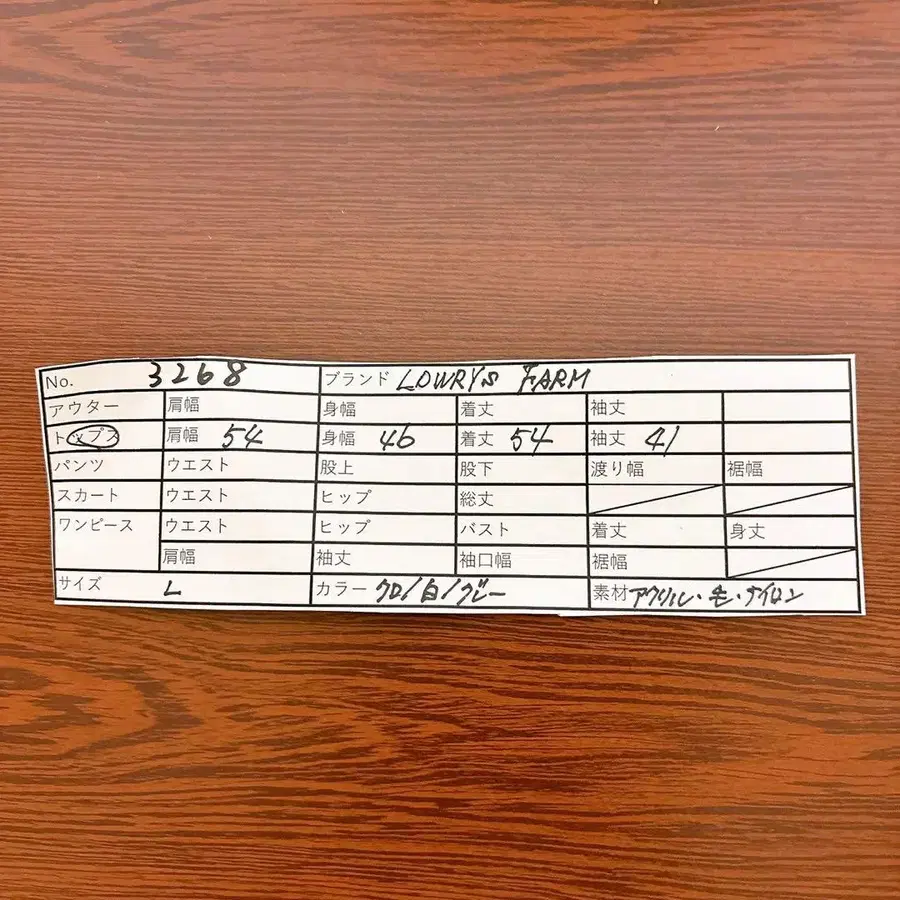 No. 3268 ブランド LOWRYS FARM
アウター 肩幅 身幅 着丈 袖丈
トップス 肩幅 54 身幅 46 着丈 54 袖丈 41
パンツ ウエスト 股上 股下 渡り幅 裾幅
スカート ウエスト ヒップ 総丈
ワンピース ウエスト ヒップ バスト 着丈 身丈
肩幅 袖丈 袖口幅 裾幅
サイズ L カラー クロ/白/グレー 素材 アクリル・毛・ナイロン